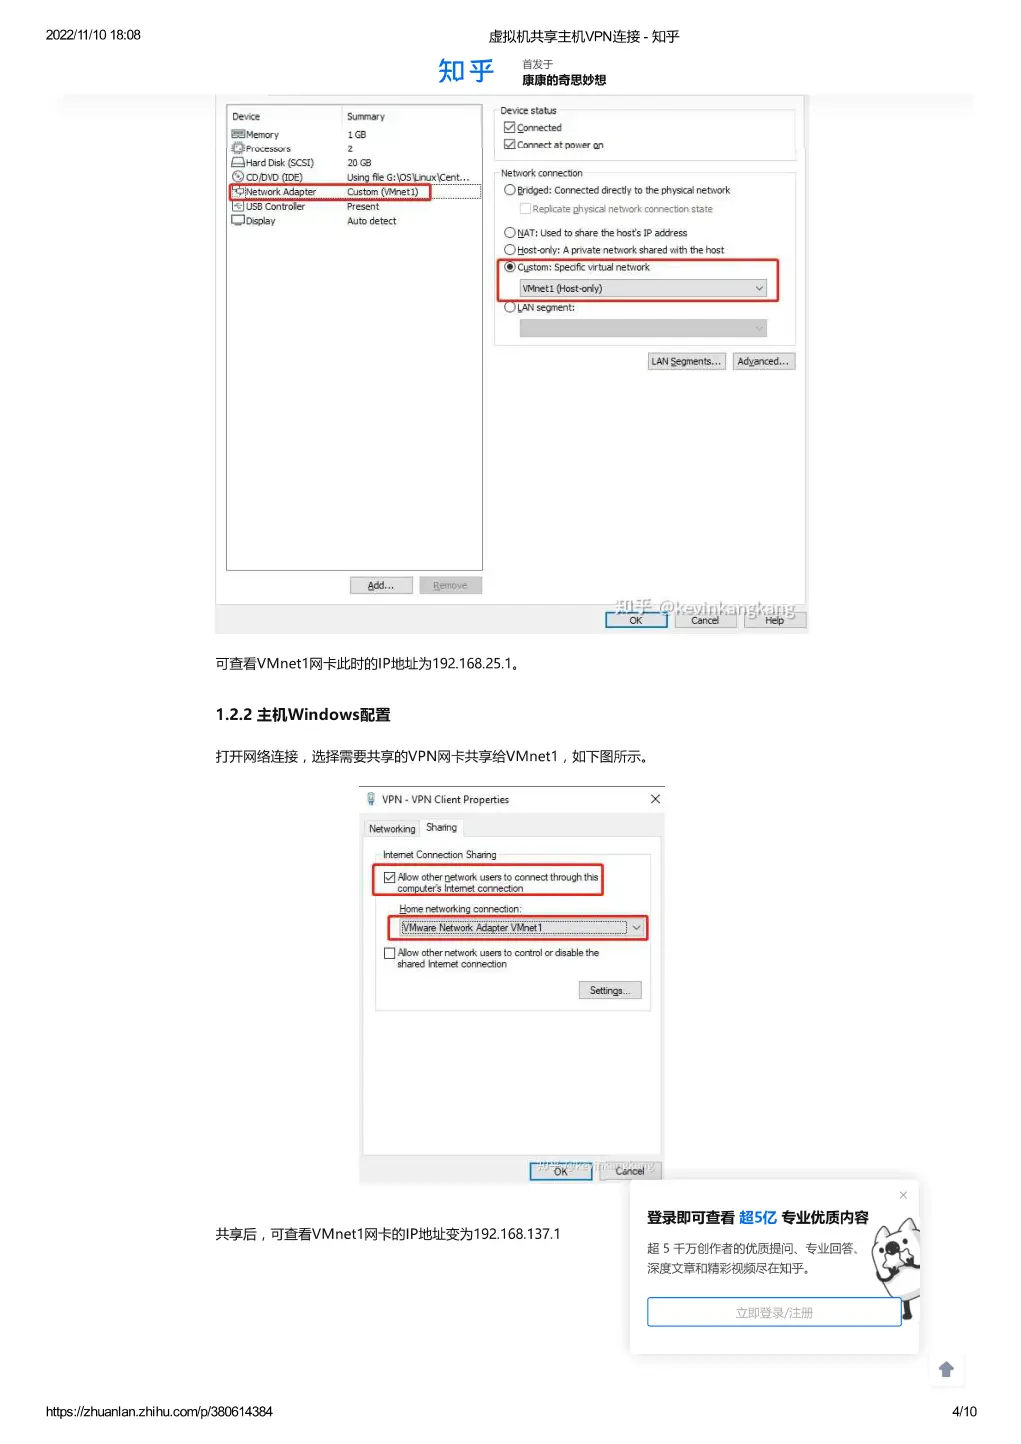 2022/11/10 18:08
虚拟机共享主机VPN连接 - 知乎
知乎
首发于
康康的奇思妙想
Device Summary
Memory 1 GB
Processors 2
Hard Disk (SCSI) 20 GB
CD/DVD (IDE) Using file G:\OS\Linux\Cent...
Network Adapter Custom (VMnet1)
USB Controller Present
Display Auto detect
Add... Remove
Device status
Connected
Connect at power on
Network connection
Bridged: Connected directly to the physical network
Replicate physical network connection state
NAT: Used to share the host's IP address
Host-only: A private network shared with the host
Custom: Specific virtual network
VMnet1 (Host-only)
LAN segment:
LAN Segments... Advanced...
知乎 @kevinkangkang
OK Cancel Help
可查看VMnet1网卡此时的IP地址为192.168.25.1。
1.2.2 主机Windows配置
打开网络连接，选择需要共享的VPN网卡共享给VMnet1，如下图所示。
VPN - VPN Client Properties
Networking Sharing
Internet Connection Sharing
Allow other network users to connect through this
computer's Internet connection
Home networking connection:
VMware Network Adapter VMnet1
Allow other network users to control or disable the
shared Internet connection
Settings...
知乎 @kevinkangkang
OK Cancel
共享后，可查看VMnet1网卡的IP地址变为192.168.137.1
登录即可查看 超5亿 专业优质内容
超 5 千万创作者的优质提问、专业回答、
深度文章和精彩视频尽在知乎。
立即登录/注册
https://zhuanlan.zhihu.com/p/380614384
4/10